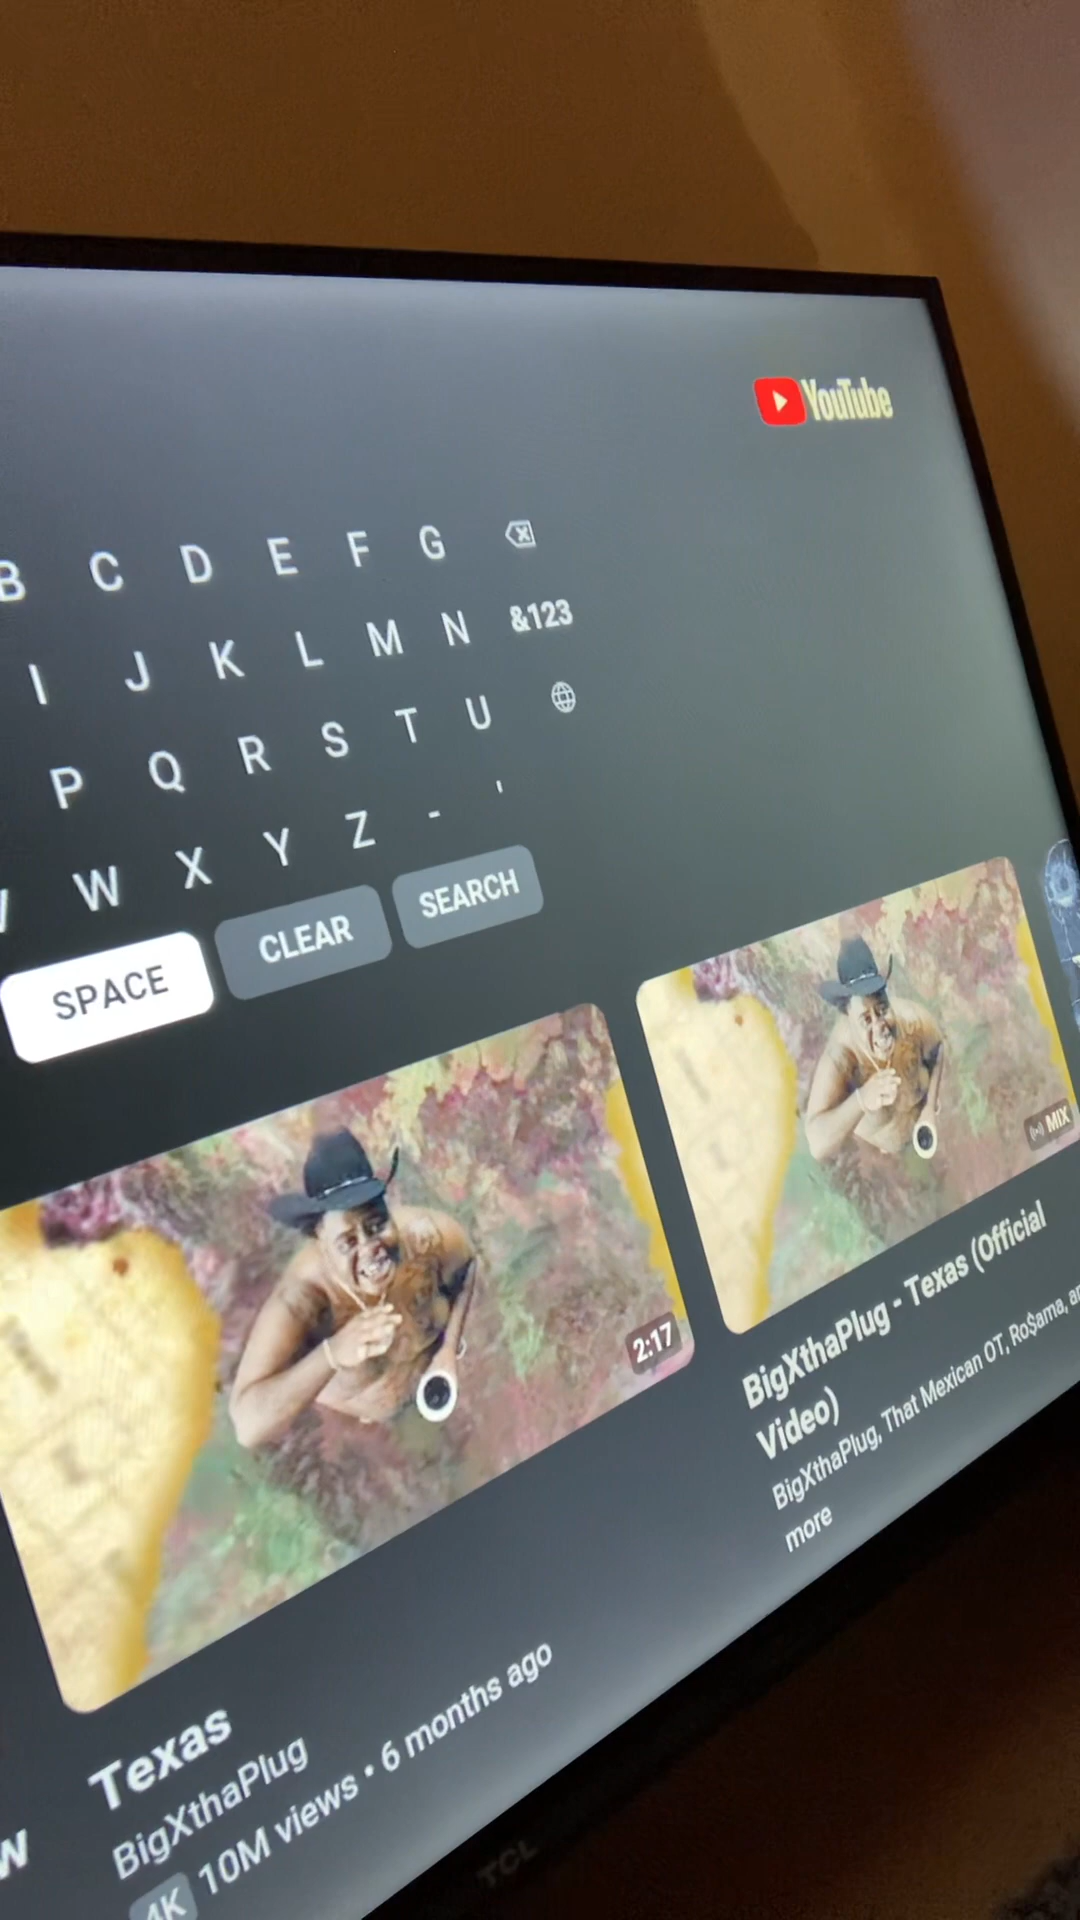 YouTube
B C D E F G
I J K L M N &123
P Q R S T U
W X Y Z - '
SPACE CLEAR SEARCH
2:17
MIX
Texas
BigXthaPlug
4K 10M views • 6 months ago
BigXthaPlug - Texas (Official
Video)
BigXthaPlug, That Mexican OT, Ro$ama, an
more
TCL